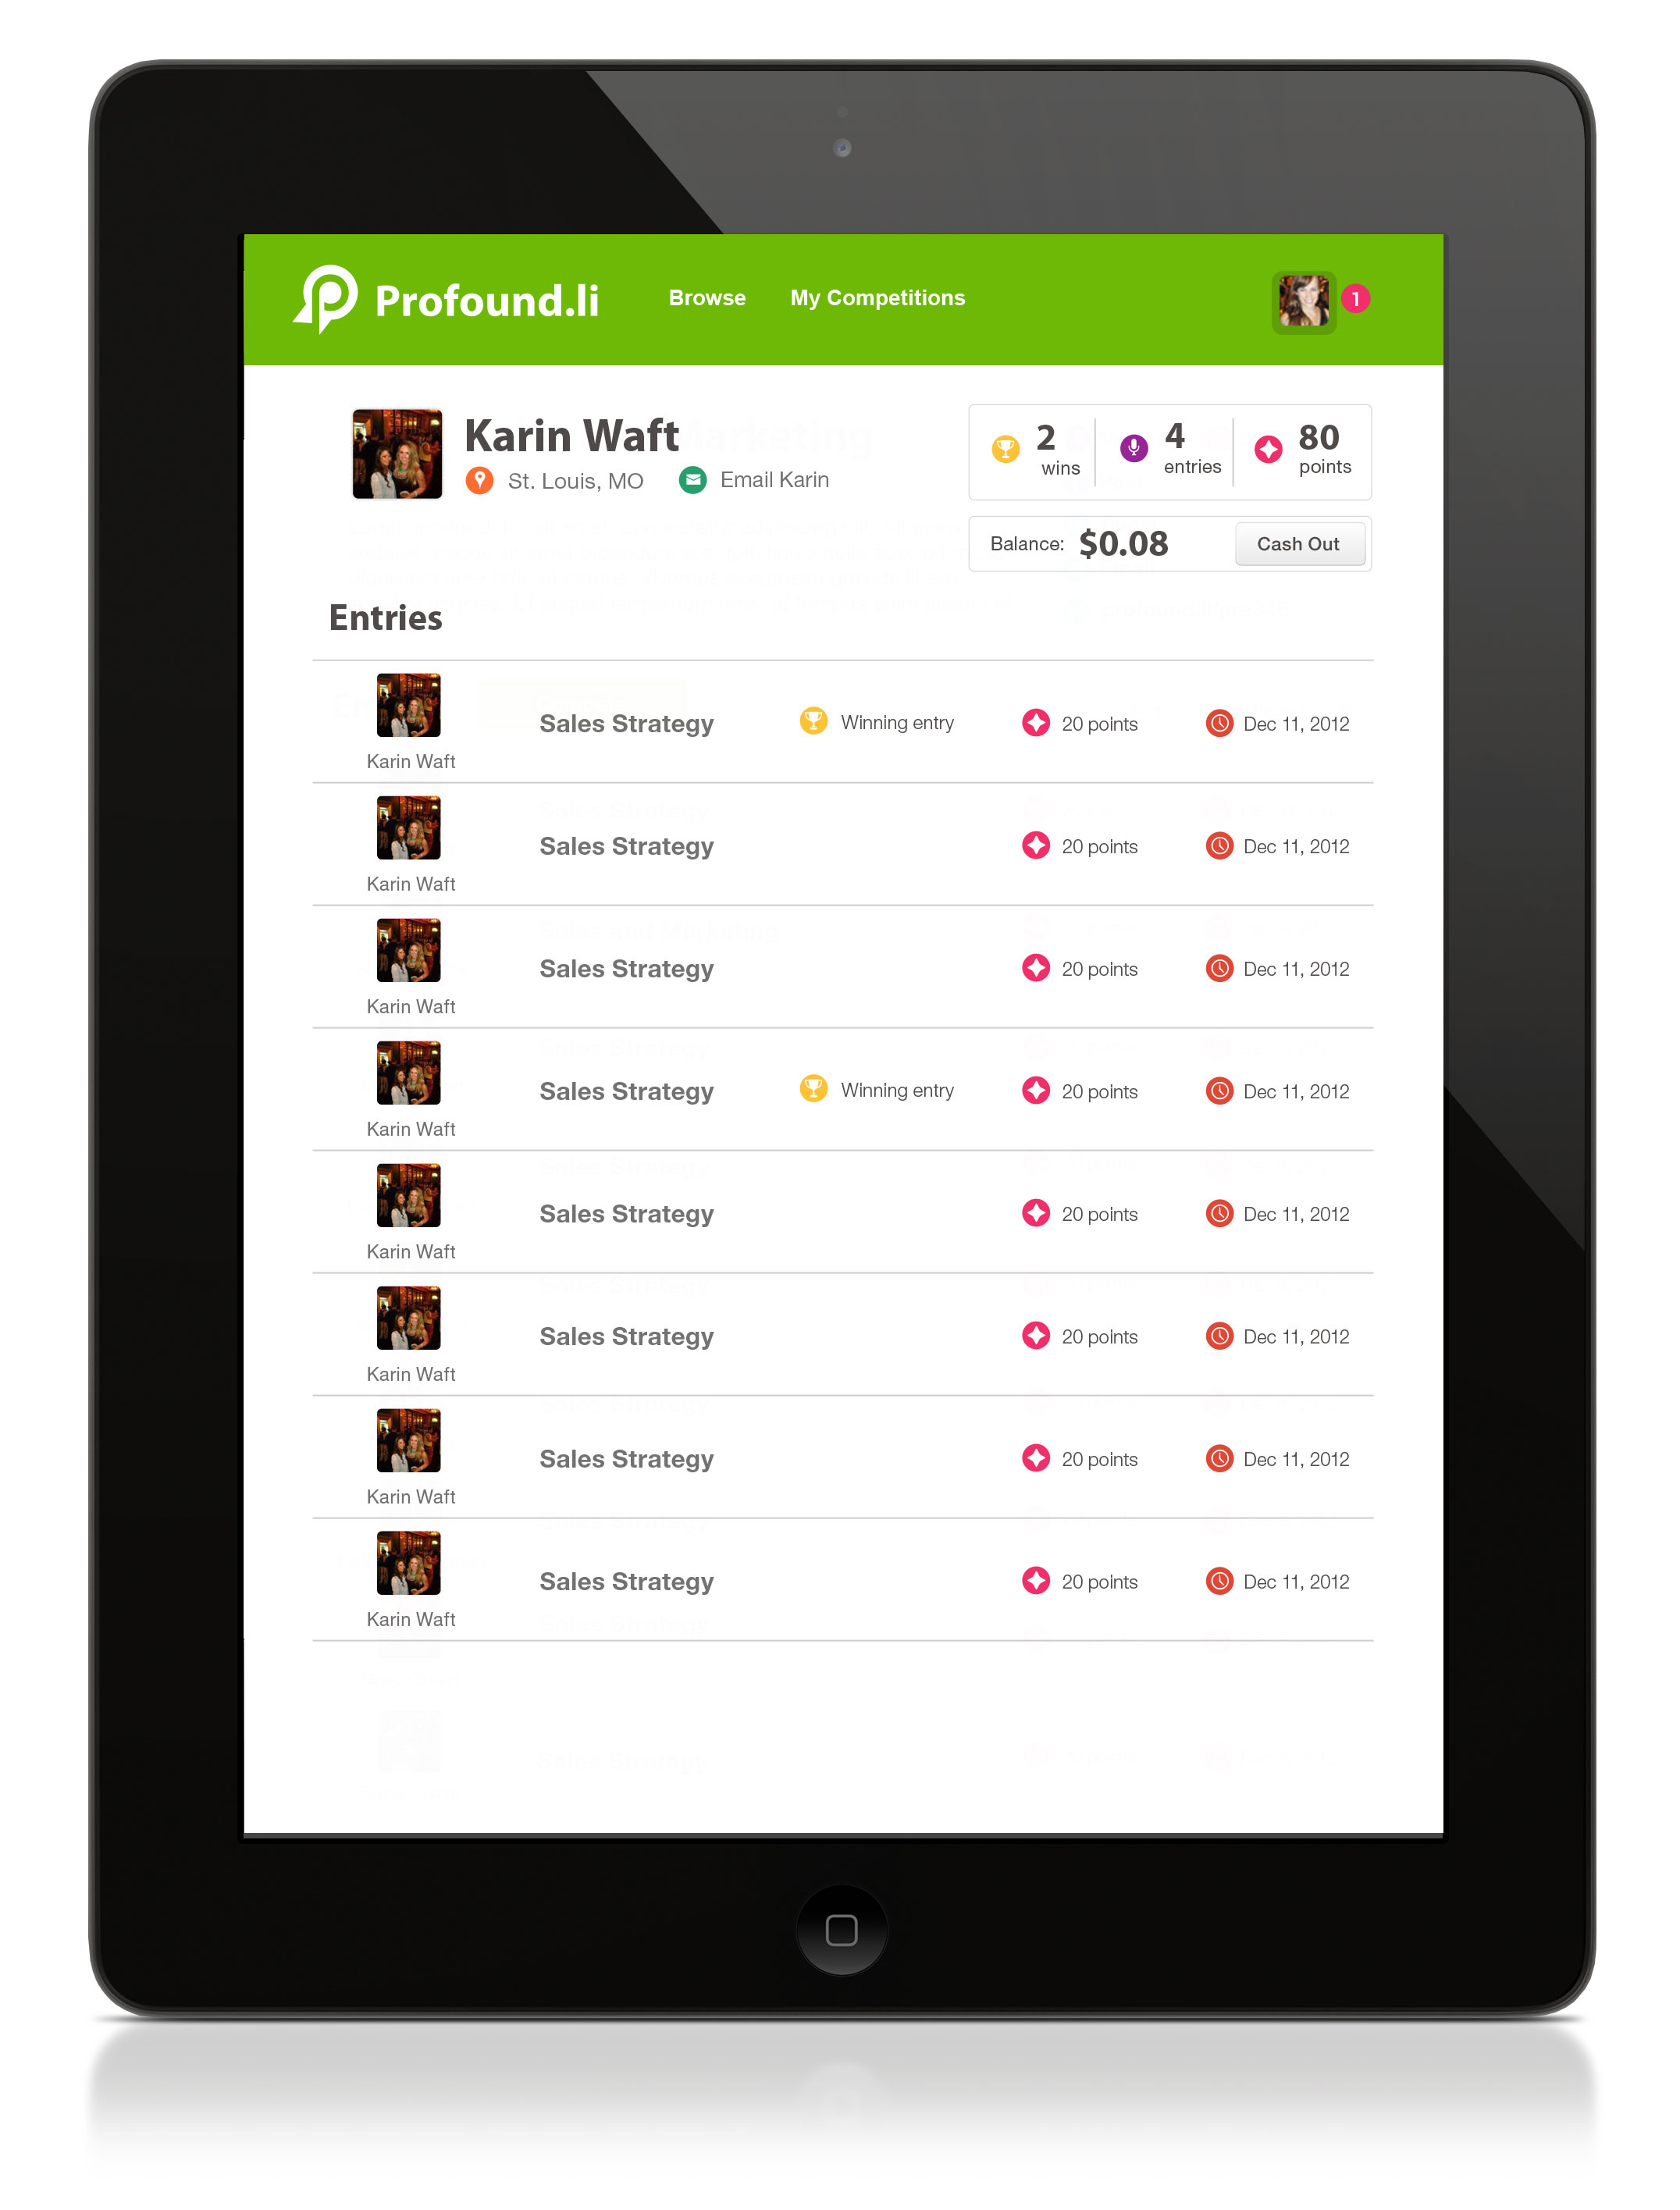 Profound.li Browse My Competitions 1
Karin Waft
St. Louis, MO Email Karin
2 wins 4 entries 80 points
Balance: $0.08 Cash Out
Entries
Sales Strategy Winning entry 20 points Dec 11, 2012
Karin Waft
Sales Strategy 20 points Dec 11, 2012
Karin Waft
Sales Strategy 20 points Dec 11, 2012
Karin Waft
Sales Strategy Winning entry 20 points Dec 11, 2012
Karin Waft
Sales Strategy 20 points Dec 11, 2012
Karin Waft
Sales Strategy 20 points Dec 11, 2012
Karin Waft
Sales Strategy 20 points Dec 11, 2012
Karin Waft
Sales Strategy 20 points Dec 11, 2012
Karin Waft